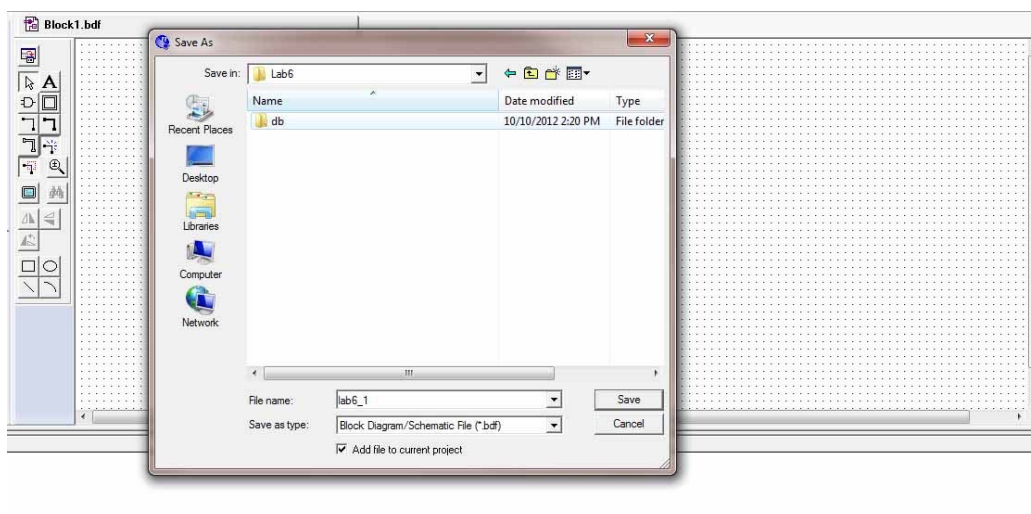 Block1.bdf
Save As
Save in: Lab6
Name Date modified Type
db 10/10/2012 2:20 PM File folder
Recent Places
Desktop
Libraries
Computer
Network
File name: lab6_1 Save
Save as type: Block Diagram/Schematic File (*.bdf) Cancel
Add file to current project